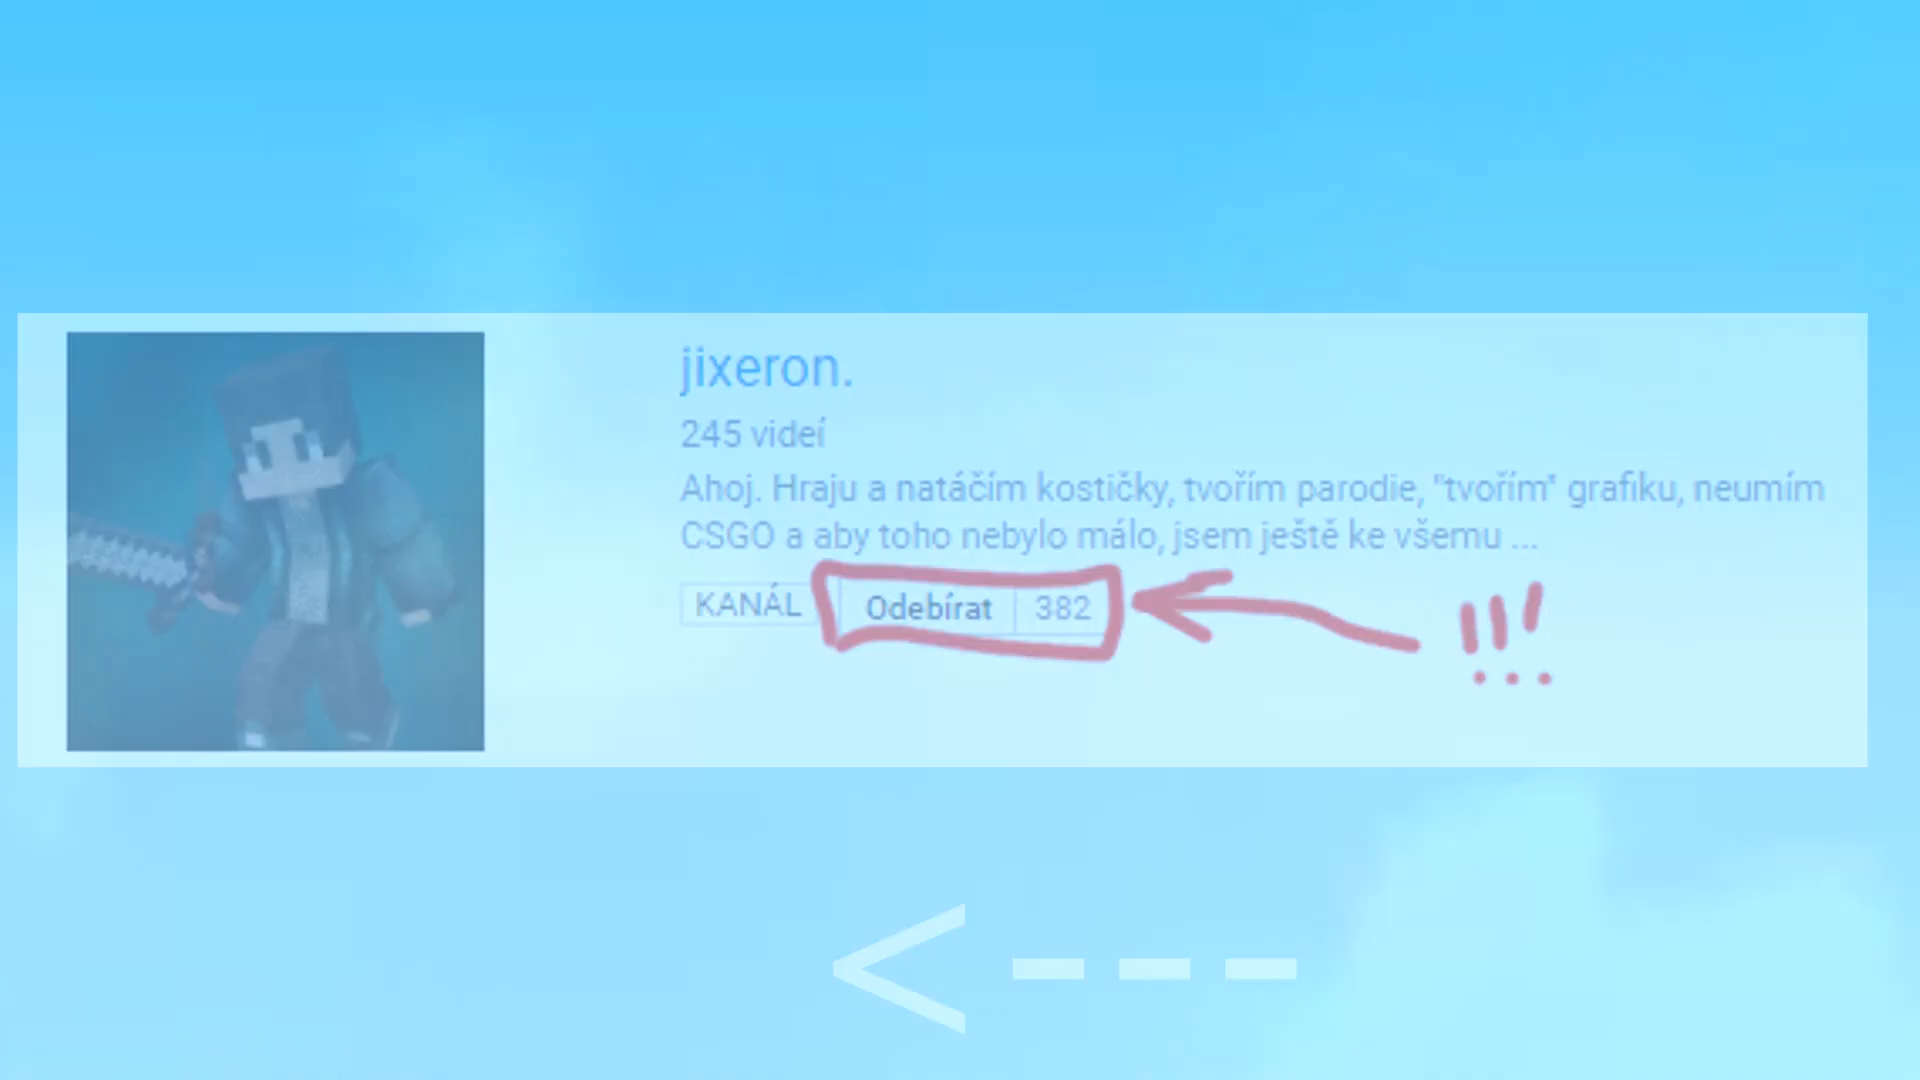 jixeron.
245 videí
Ahoj. Hraju a natáčím kostičky, tvořím parodie, "tvořím" grafiku, neumím
CSGO a aby toho nebylo málo, jsem ještě ke všemu ...
KANÁL Odebírat 382
!!!
<---